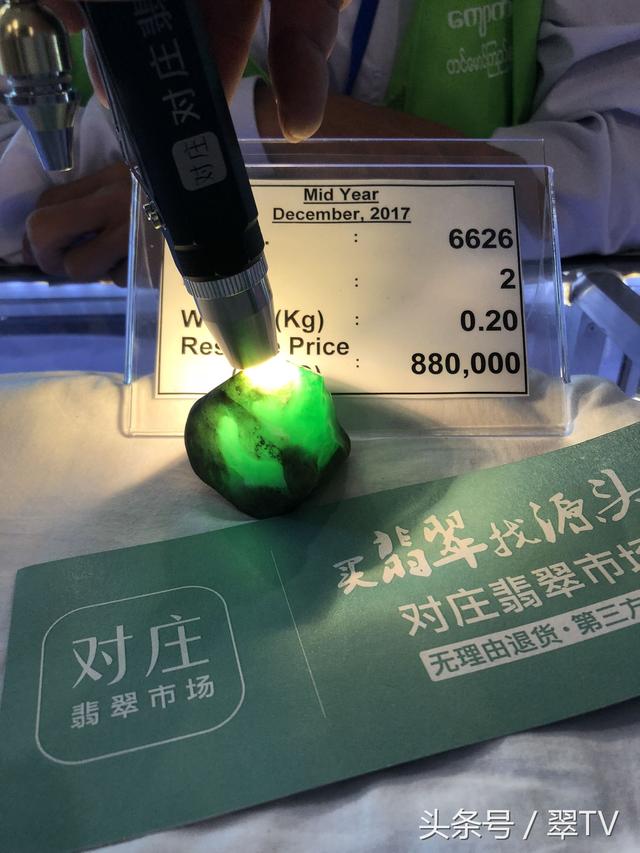 对庄
对庄
Mid Year
December, 2017
: 6626
: 2
(Kg) : 0.20
Price
: 880,000
买翡翠找源头
对庄翡翠市场
无理由退货·第三方
对庄
翡翠市场
头条号 / 翠TV